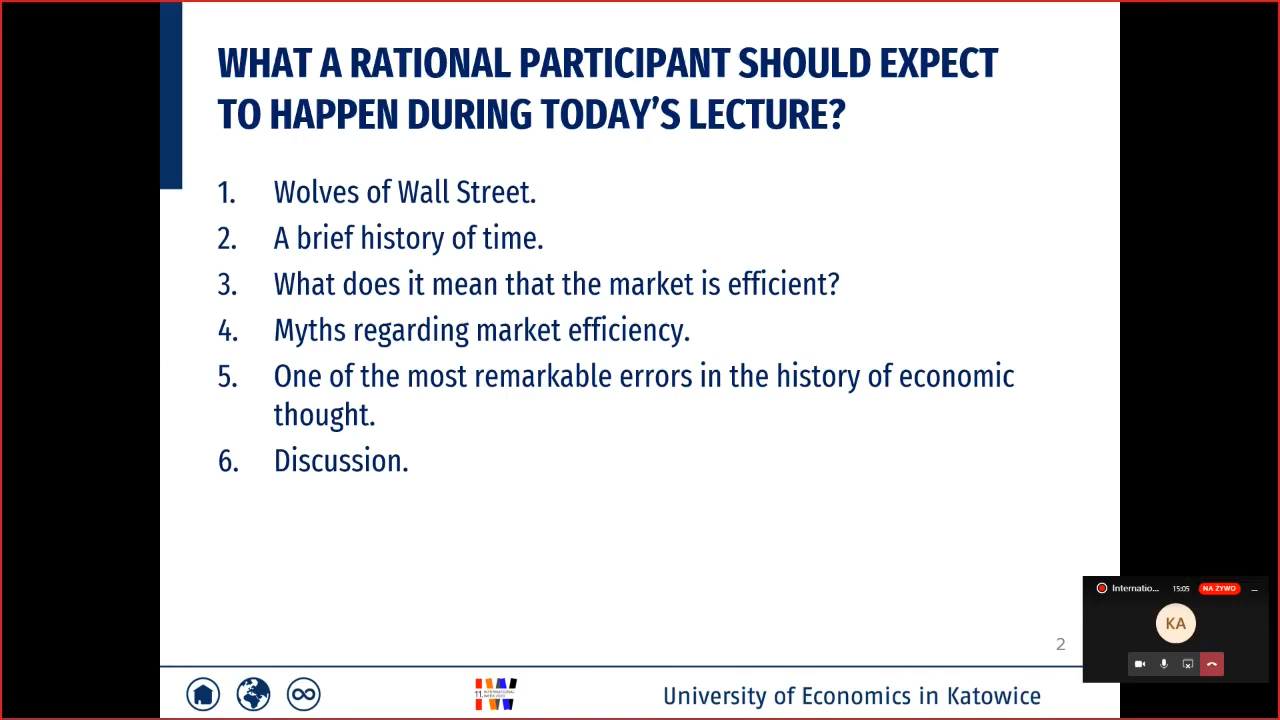 WHAT A RATIONAL PARTICIPANT SHOULD EXPECT
TO HAPPEN DURING TODAY'S LECTURE?
1. Wolves of Wall Street.
2. A brief history of time.
3. What does it mean that the market is efficient?
4. Myths regarding market efficiency.
5. One of the most remarkable errors in the history of economic
thought.
6. Discussion.
Internatio... 15:05 NA ŻYWO
KA
2
11. INTERNATIONAL
University of Economics in Katowice